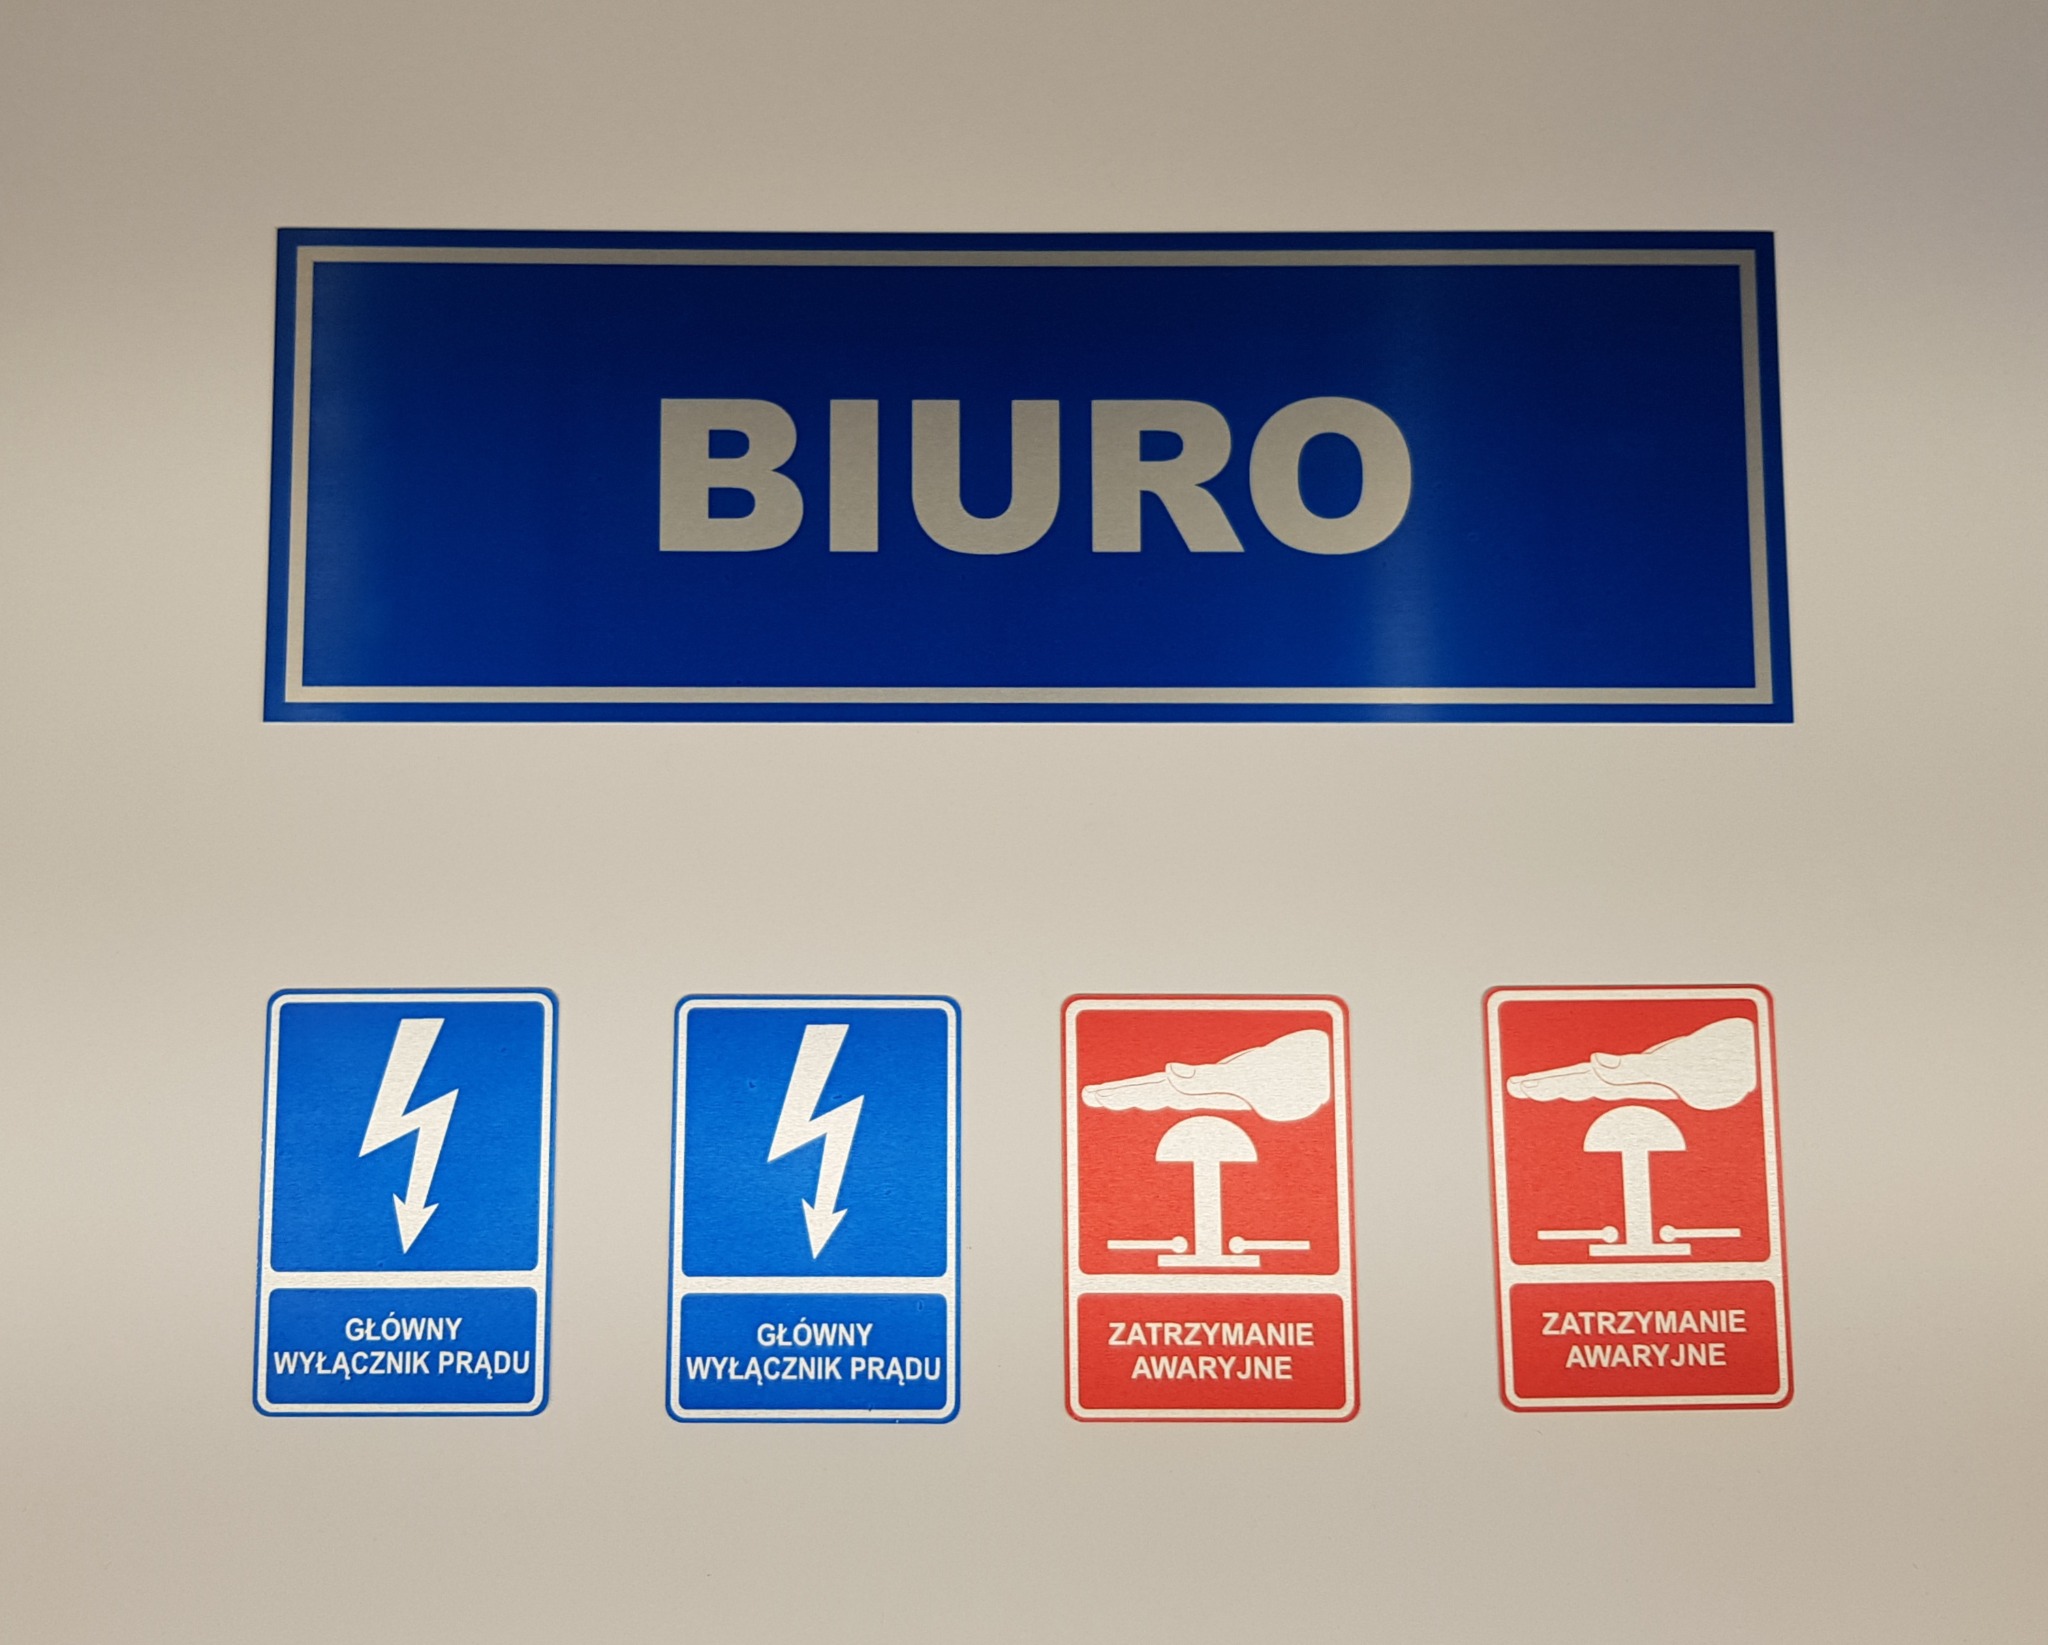 BIURO
GŁÓWNY
WYŁĄCZNIK PRĄDU
GŁÓWNY
WYŁĄCZNIK PRĄDU
ZATRZYMANIE
AWARYJNE
ZATRZYMANIE
AWARYJNE